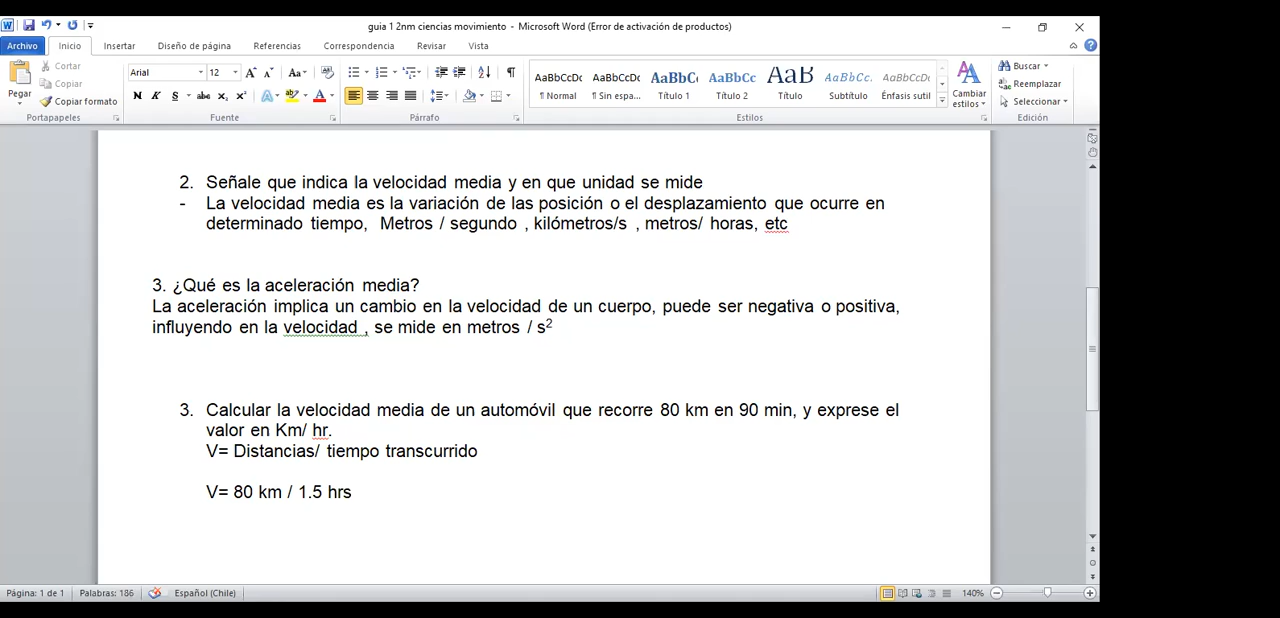 guia 1 2nm ciencias movimiento - Microsoft Word (Error de activación de productos)
Archivo Inicio Insertar Diseño de página Referencias Correspondencia Revisar Vista
Pegar
Cortar
Copiar
Copiar formato
Portapapeles
Arial 12
Fuente
Párrafo
AaBbCcDc AaBbCcDc AaBbC AaBbCc AaB AaBbCc. AaBbCcDt
¶ Normal ¶ Sin espa... Título 1 Título 2 Título Subtítulo Énfasis sutil
Cambiar estilos
Estilos
Buscar
Reemplazar
Seleccionar
Edición
2. Señale que indica la velocidad media y en que unidad se mide
- La velocidad media es la variación de las posición o el desplazamiento que ocurre en
determinado tiempo, Metros / segundo , kilómetros/s , metros/ horas, etc
3. ¿Qué es la aceleración media?
La aceleración implica un cambio en la velocidad de un cuerpo, puede ser negativa o positiva,
influyendo en la velocidad , se mide en metros / s²
3. Calcular la velocidad media de un automóvil que recorre 80 km en 90 min, y exprese el
valor en Km/ hr.
V= Distancias/ tiempo transcurrido
V= 80 km / 1.5 hrs
Página: 1 de 1 Palabras: 186 Español (Chile) 140%